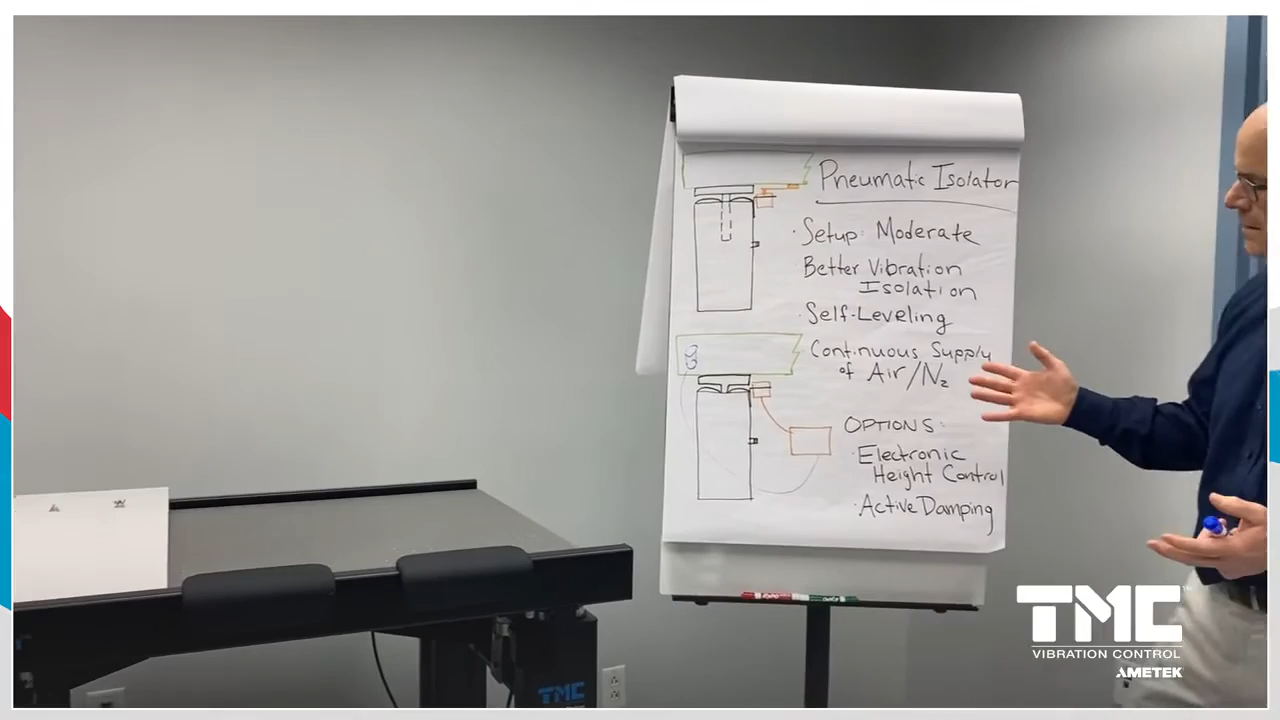 Pneumatic Isolator
· Setup: Moderate
Better Vibration
Isolation
· Self-Leveling
Continuous Supply
of Air/N₂
OPTIONS:
· Electronic
Height Control
· Active Damping
TMC
TMC
VIBRATION CONTROL
AMETEK